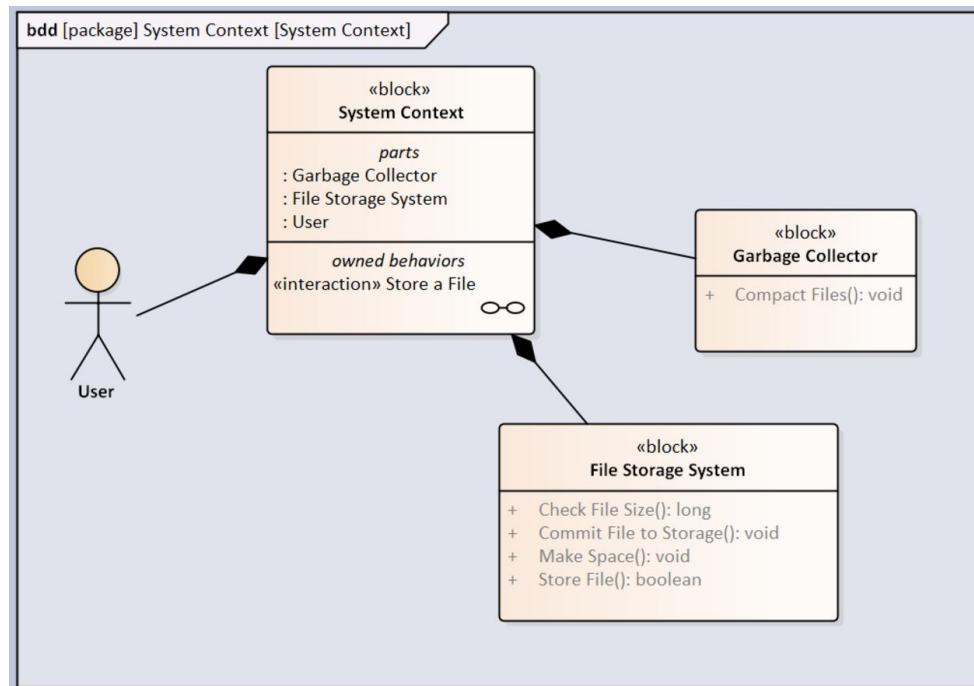 bdd [package] System Context [System Context]
«block»
System Context
parts
: Garbage Collector
: File Storage System
: User
owned behaviors
«interaction» Store a File
User
«block»
Garbage Collector
+ Compact Files(): void
«block»
File Storage System
+ Check File Size(): long
+ Commit File to Storage(): void
+ Make Space(): void
+ Store File(): boolean